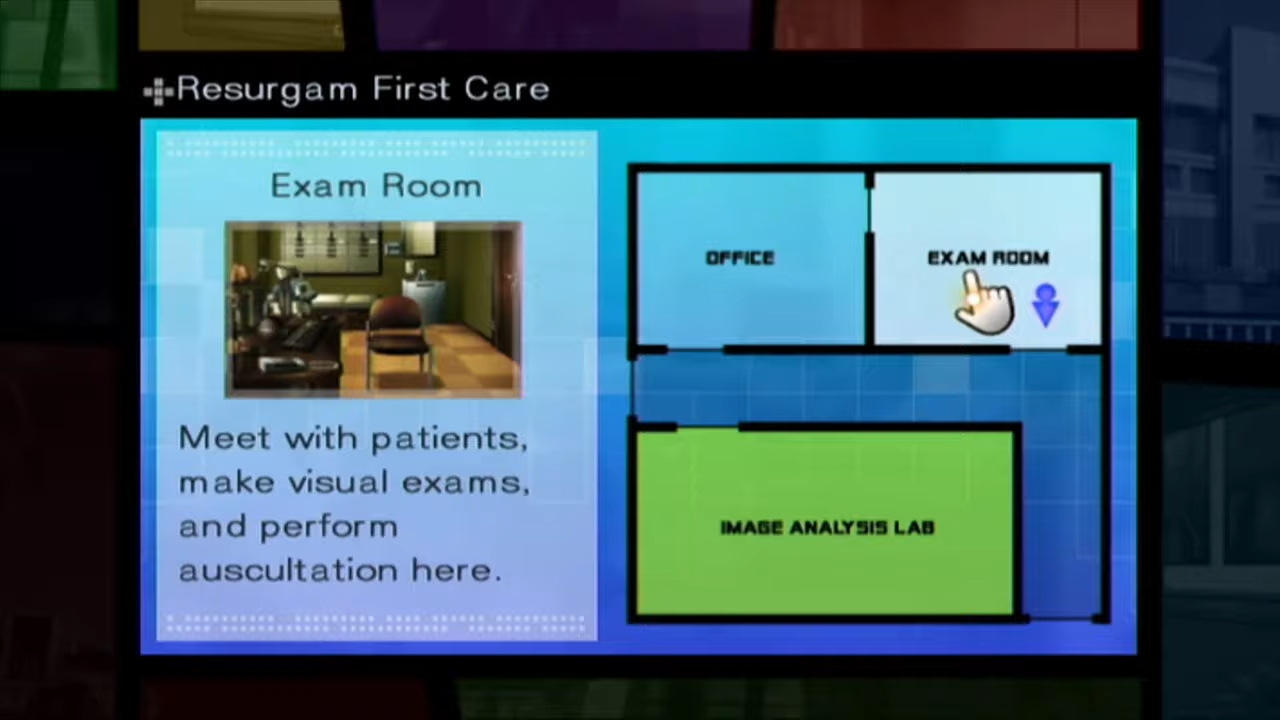 Resurgam First Care
Exam Room
Meet with patients,
make visual exams,
and perform
auscultation here.
OFFICE
EXAM ROOM
IMAGE ANALYSIS LAB